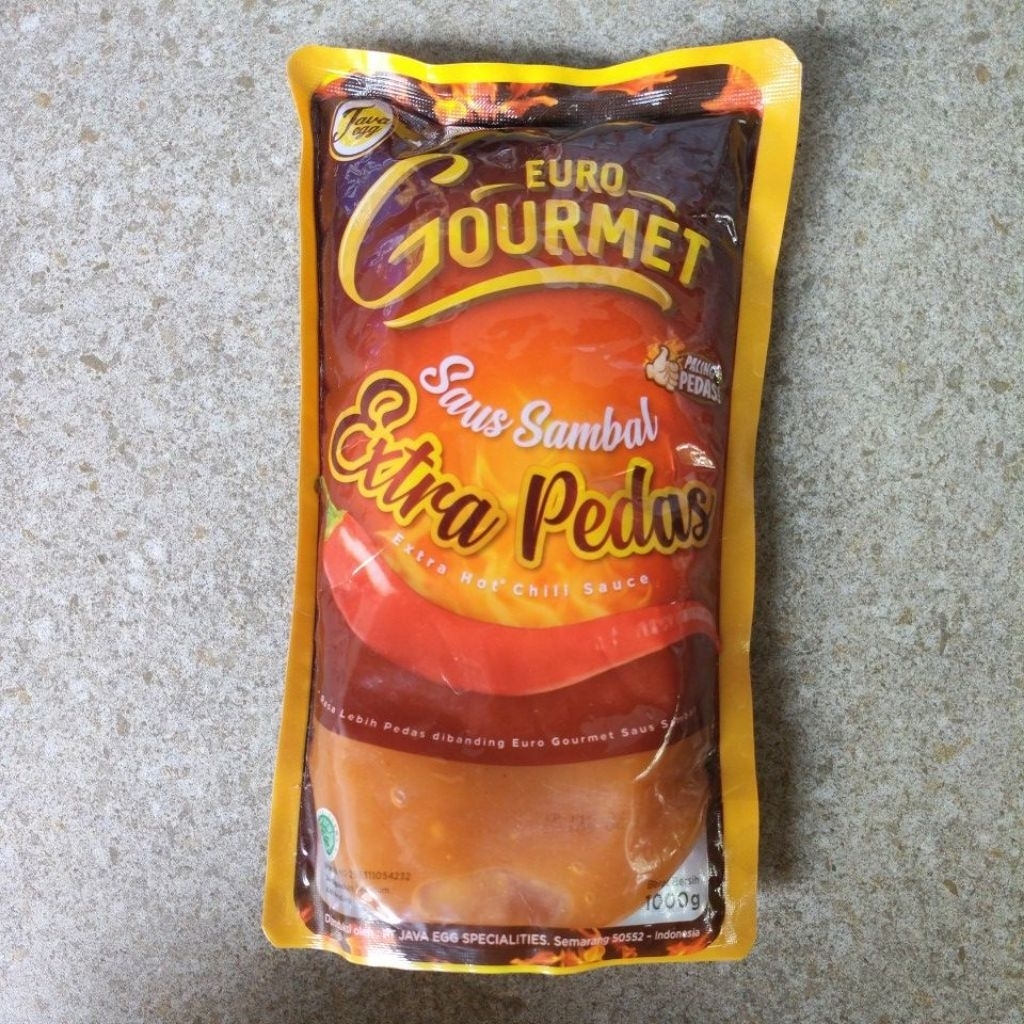 Java
egg
EURO
GOURMET
PALING
PEDAS!
Saus Sambal
Extra Pedas
Extra Hot* Chili Sauce
Lebih Pedas dibanding Euro Gourmet Saus
1000g
JAVA EGG SPECIALITIES. Semarang 50552 - Indonesia